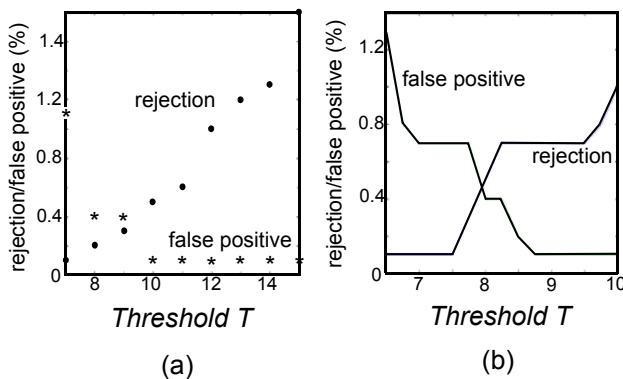 rejection/false positive (%)
1.4
1.2
0.8
0.4
0
rejection
false positive
8
10
12
14
Threshold T
(a)
rejection/false positive (%)
1.2
0.8
0.4
0
false positive
rejection
7
8
9
10
Threshold T
(b)